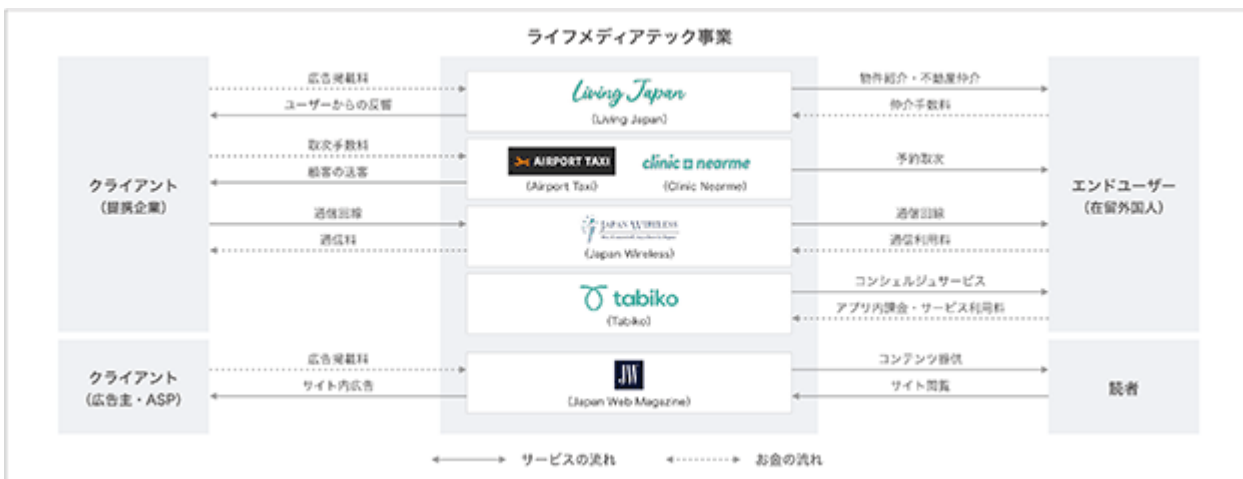 ライフメディアテック事業
クライアント
(提携企業)
クライアント
(広告主・ASP)
広告掲載料
ユーザーからの反響
取次手数料
顧客の送客
通信回線
通信料
広告掲載料
サイト内広告
Living Japan
(Living Japan)
AIRPORT TAXI
(Airport Taxi)
clinic nearme
(Clinic Nearme)
JAPAN WIRELESS
(Japan Wireless)
tabiko
(Tabiko)
JW
(Japan Web Magazine)
物件紹介・不動産仲介
仲介手数料
予約取次
通信回線
通信利用料
コンシェルジュサービス
アプリ内課金・サービス利用料
コンテンツ提供
サイト閲覧
エンドユーザー
(在留外国人)
読者
サービスの流れ
お金の流れ